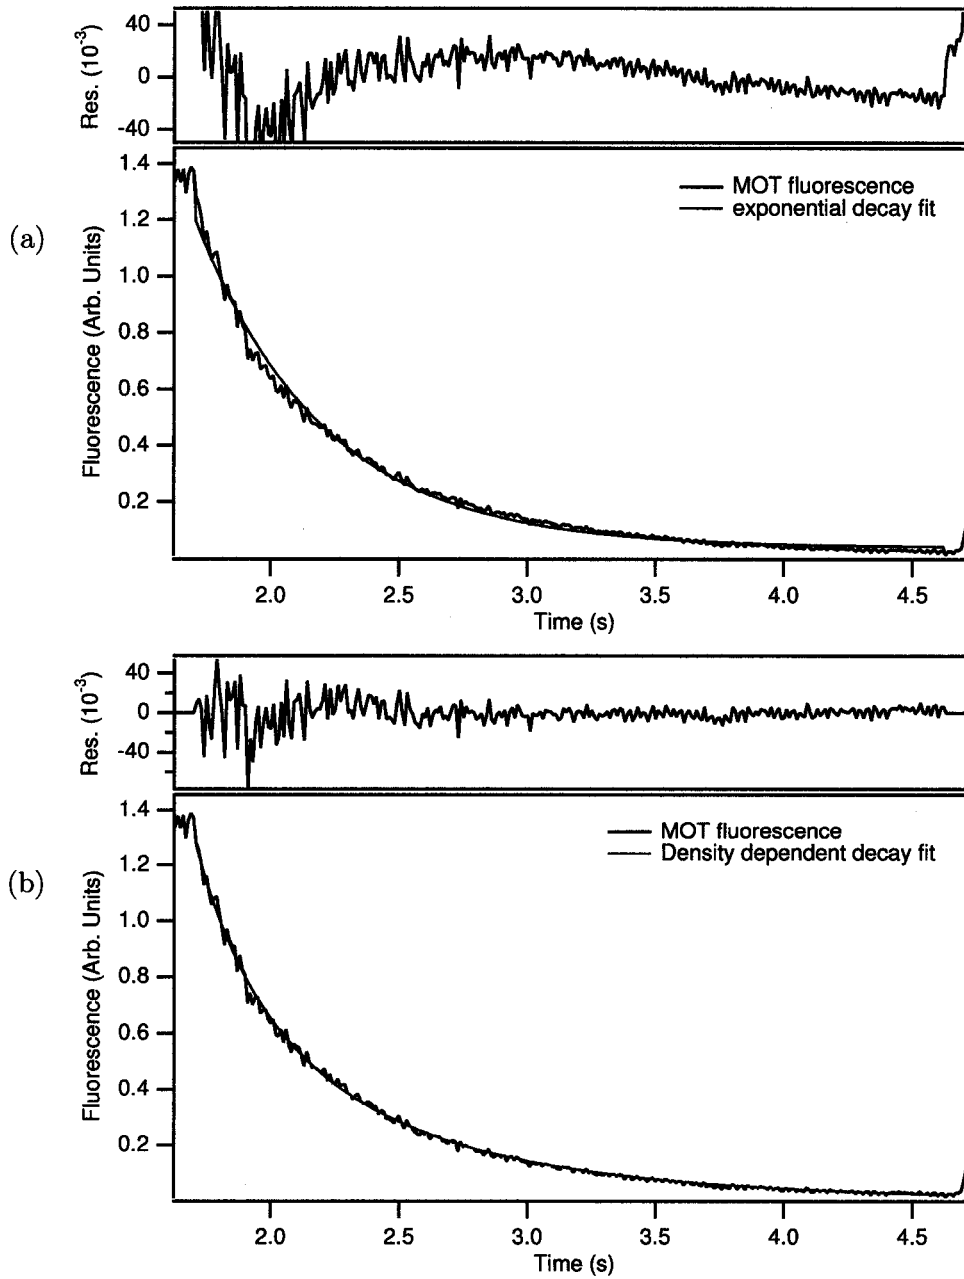 (a)
Res. (10-3)
40
0
-40
Fluorescence (Arb. Units)
1.4
1.2
1.0
0.8
0.6
0.4
0.2
MOT fluorescence
exponential decay fit
2.0 2.5 3.0 3.5 4.0 4.5
Time (s)
(b)
Res. (10-3)
40
0
-40
Fluorescence (Arb. Units)
1.4
1.2
1.0
0.8
0.6
0.4
0.2
MOT fluorescence
Density dependent decay fit
2.0 2.5 3.0 3.5 4.0 4.5
Time (s)